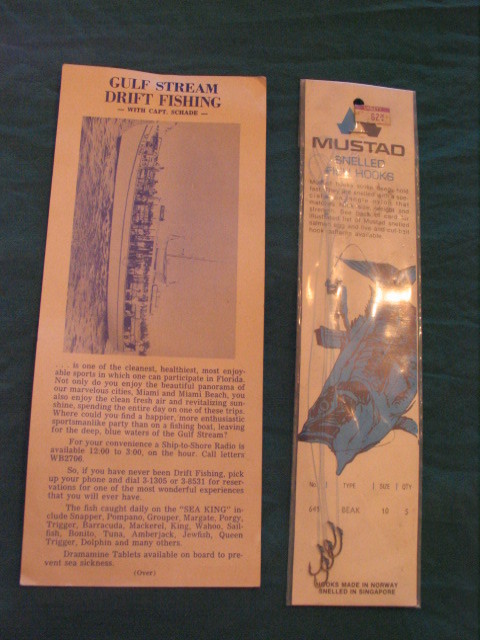 GULF STREAM
DRIFT FISHING
— WITH CAPT. SCHADE —
... is one of the cleanest, healthiest, most enjoy-
able sports in which one can participate in Florida.
Not only do you enjoy the beautiful panorama of
our marvelous cities, Miami and Miami Beach, you
also enjoy the clean fresh air and revitalizing sun-
shine, spending the entire day on one of these trips.
Where could you find a happier, more enthusiastic
sportsmanlike party than on a fishing boat, leaving
for the deep, blue waters of the Gulf Stream?
For your convenience a Ship-to-Shore Radio is
available 12:00 to 3:00, on the hour. Call letters
WB2706
So, if you have never been Drift Fishing, pick
up your phone and dial 3-1305 or 3-8531 for reser-
vations for one of the most wonderful experiences
that you will ever have.
The fish caught daily on the "SEA KING" in-
clude Snapper, Pompano, Grouper, Margate, Porgy,
Trigger, Barracuda, Mackerel, King, Wahoo, Sail-
fish, Bonito, Tuna, Amberjack, Jewfish, Queen
Trigger, Dolphin and many others.
Dramamine Tablets available on board to pre-
vent sea sickness.
(Over)
MUSTAD
SNELLED
FISH HOOKS
TYPE SIZE QTY
BEAK 10
HOOKS MADE IN NORWAY
SNELLED IN SINGAPORE